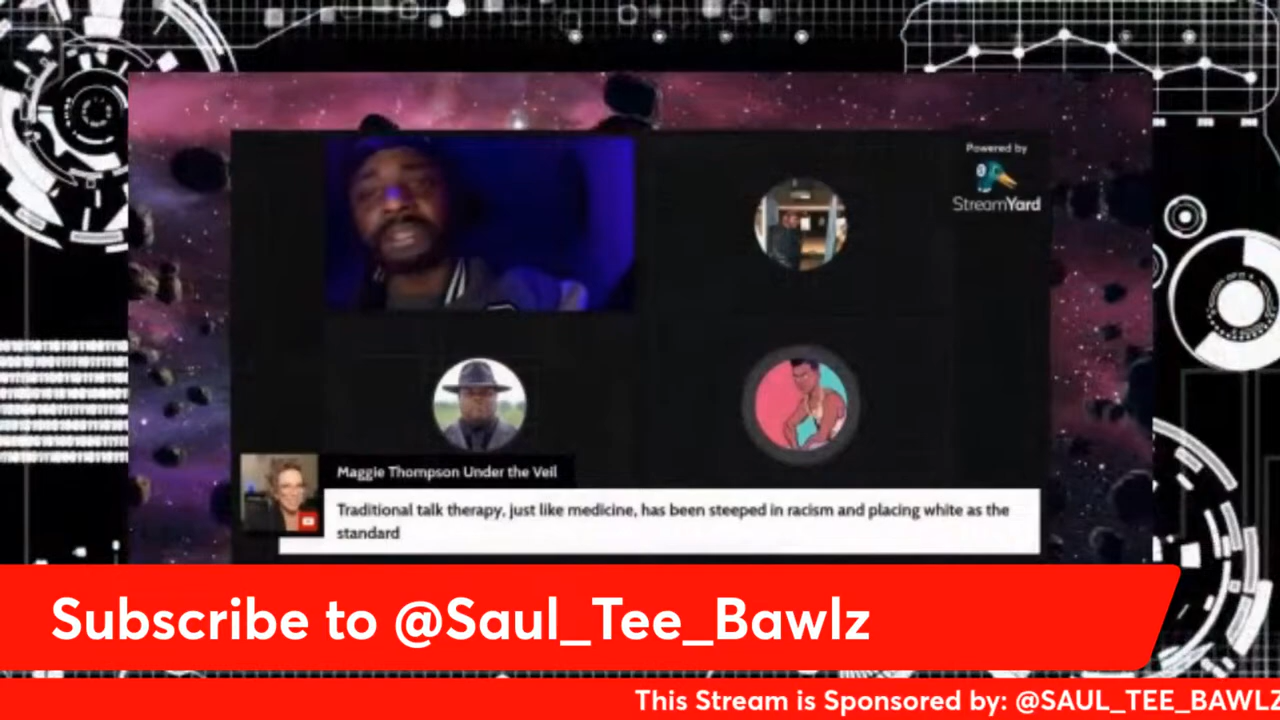 Powered by
StreamYard
Maggie Thompson Under the Veil
Traditional talk therapy, just like medicine, has been steeped in racism and placing white as the
standard
Subscribe to @Saul_Tee_Bawlz
This Stream is Sponsored by: @SAUL_TEE_BAWLZ